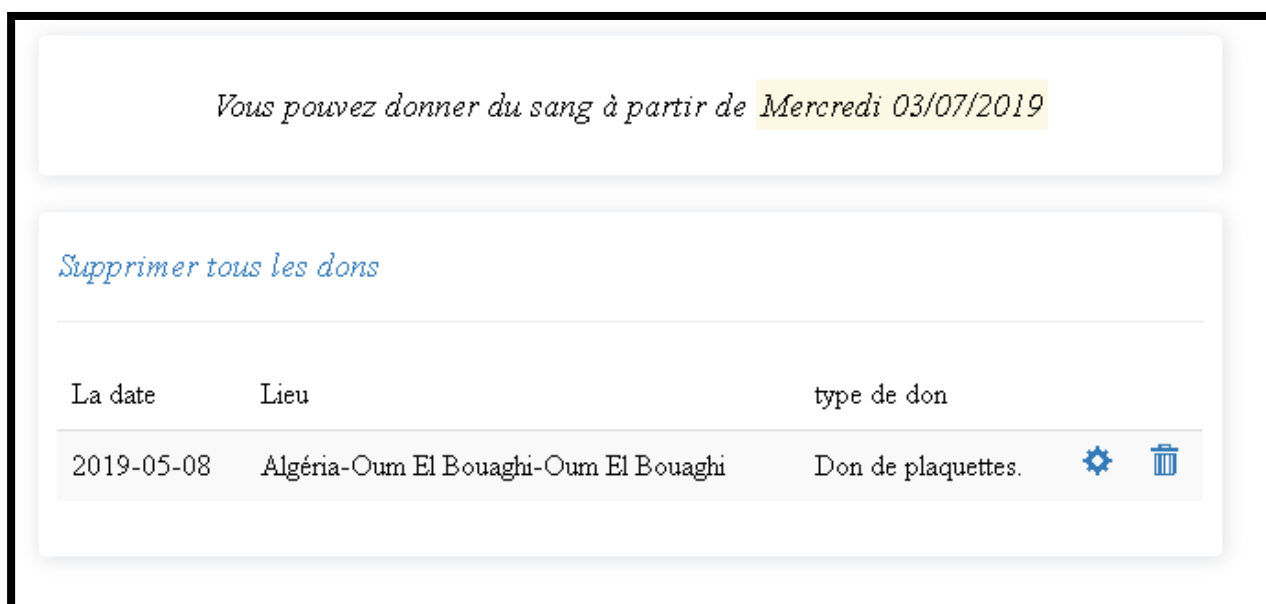 Vous pouvez donner du sang à partir de Mercredi 03/07/2019
Supprimer tous les dons
La date Lieu type de don
2019-05-08 Algéria-Oum El Bouaghi-Oum El Bouaghi Don de plaquettes.